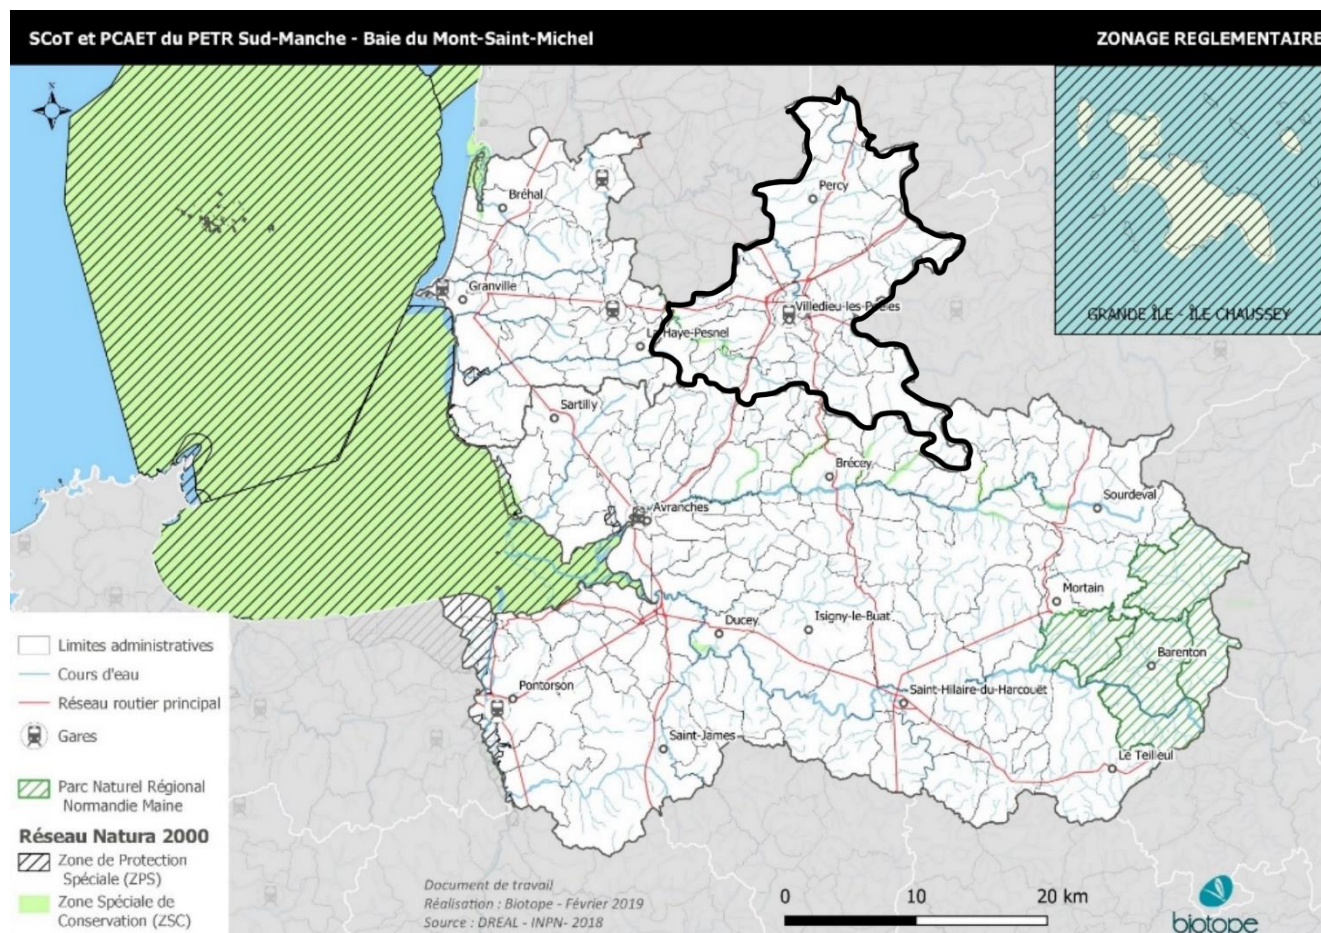 SCoT et PCAET du PETR Sud-Manche - Baie du Mont-Saint-Michel
ZONAGE REGLEMENTAIRE
N
Percy
Bréhal
Granville
Villedieu-les-Poêles
GRANDE ÎLE - ÎLE CHAUSSEY
La Haye-Pesnel
Sartilly
Brécey
Sourdeval
Avranches
Mortain
Isigny-le-Buat
Ducey
Barenton
Pontorson
Saint-Hilaire-du-Harcouët
Saint-James
Le Teilleul
Limites administratives
Cours d'eau
Réseau routier principal
Gares
Parc Naturel Régional
Normandie Maine
Réseau Natura 2000
Zone de Protection
Spéciale (ZPS)
Zone Spéciale de
Conservation (ZSC)
Document de travail
Réalisation : Biotope - Février 2019
Source : DREAL - INPN- 2018
0 10 20 km
biotope